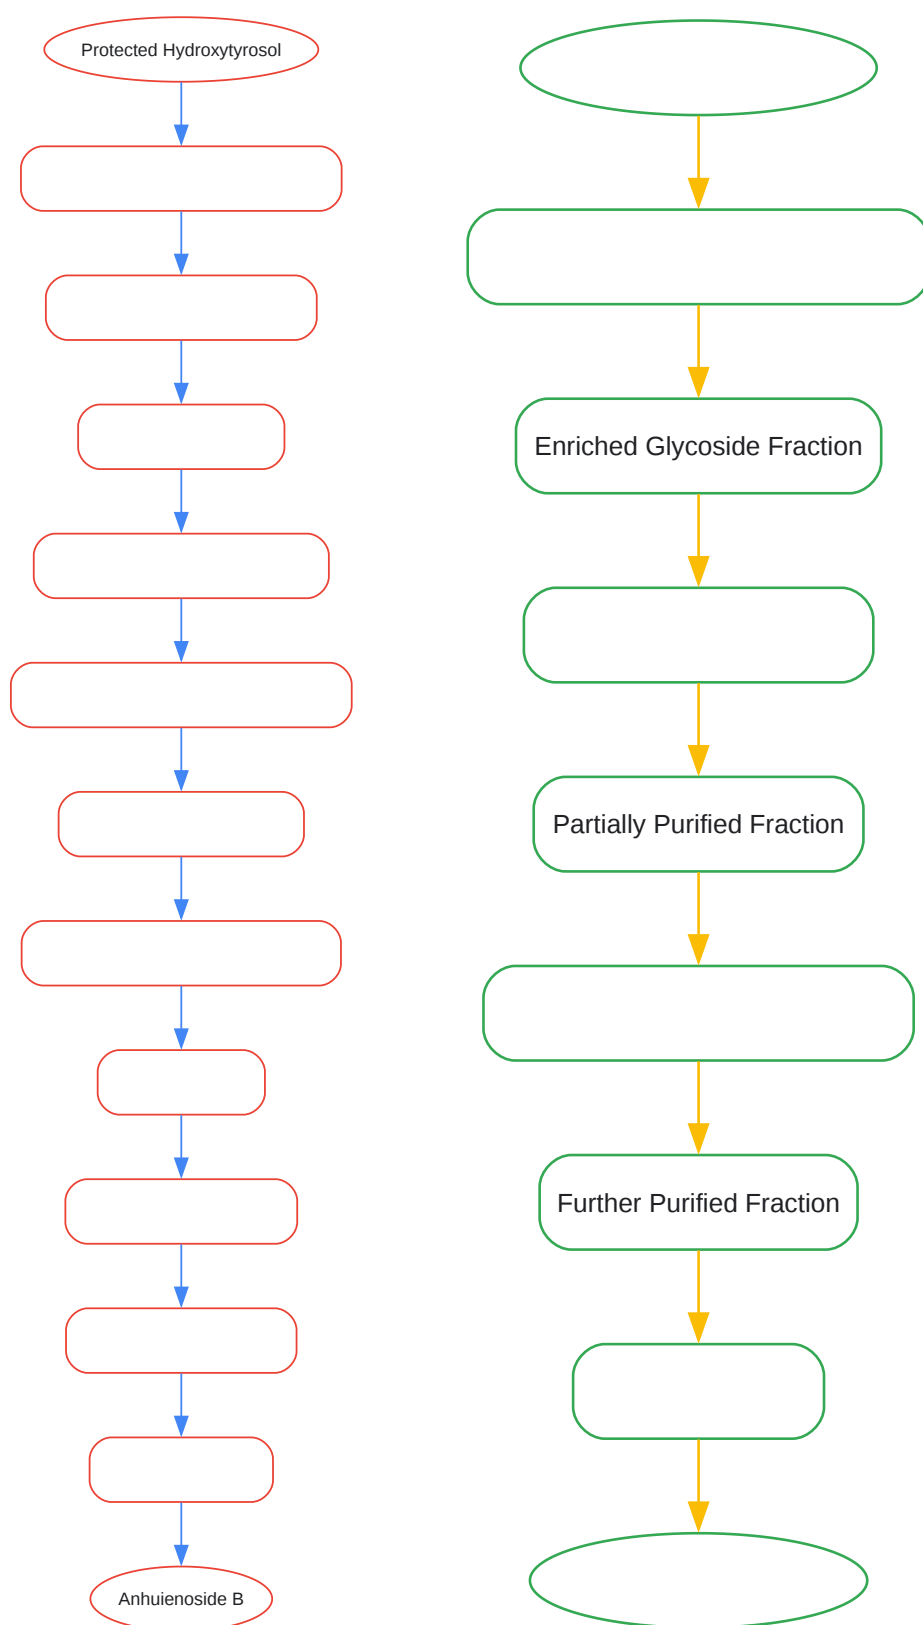 Protected Hydroxytyrosol
Enriched Glycoside Fraction
Partially Purified Fraction
Further Purified Fraction
Anhuienoside B